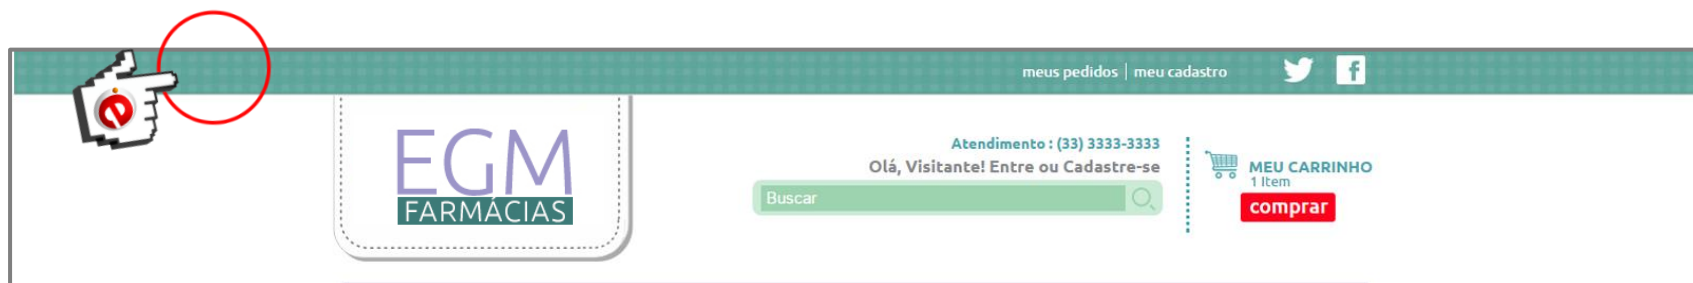 meus pedidos | meu cadastro
EGM
FARMÁCIAS
Atendimento : (33) 3333-3333
Olá, Visitante! Entre ou Cadastre-se
Buscar
MEU CARRINHO
1 Item
comprar